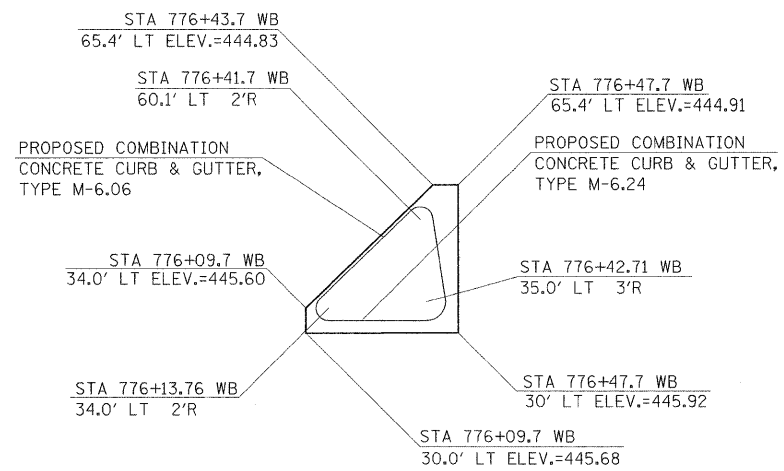 STA 776+43.7 WB
65.4' LT ELEV.=444.83
STA 776+41.7 WB
60.1' LT 2'R
STA 776+47.7 WB
65.4' LT ELEV.=444.91
PROPOSED COMBINATION
CONCRETE CURB & GUTTER,
TYPE M-6.06
PROPOSED COMBINATION
CONCRETE CURB & GUTTER,
TYPE M-6.24
STA 776+09.7 WB
34.0' LT ELEV.=445.60
STA 776+42.71 WB
35.0' LT 3'R
STA 776+13.76 WB
34.0' LT 2'R
STA 776+47.7 WB
30' LT ELEV.=445.92
STA 776+09.7 WB
30.0' LT ELEV.=445.68